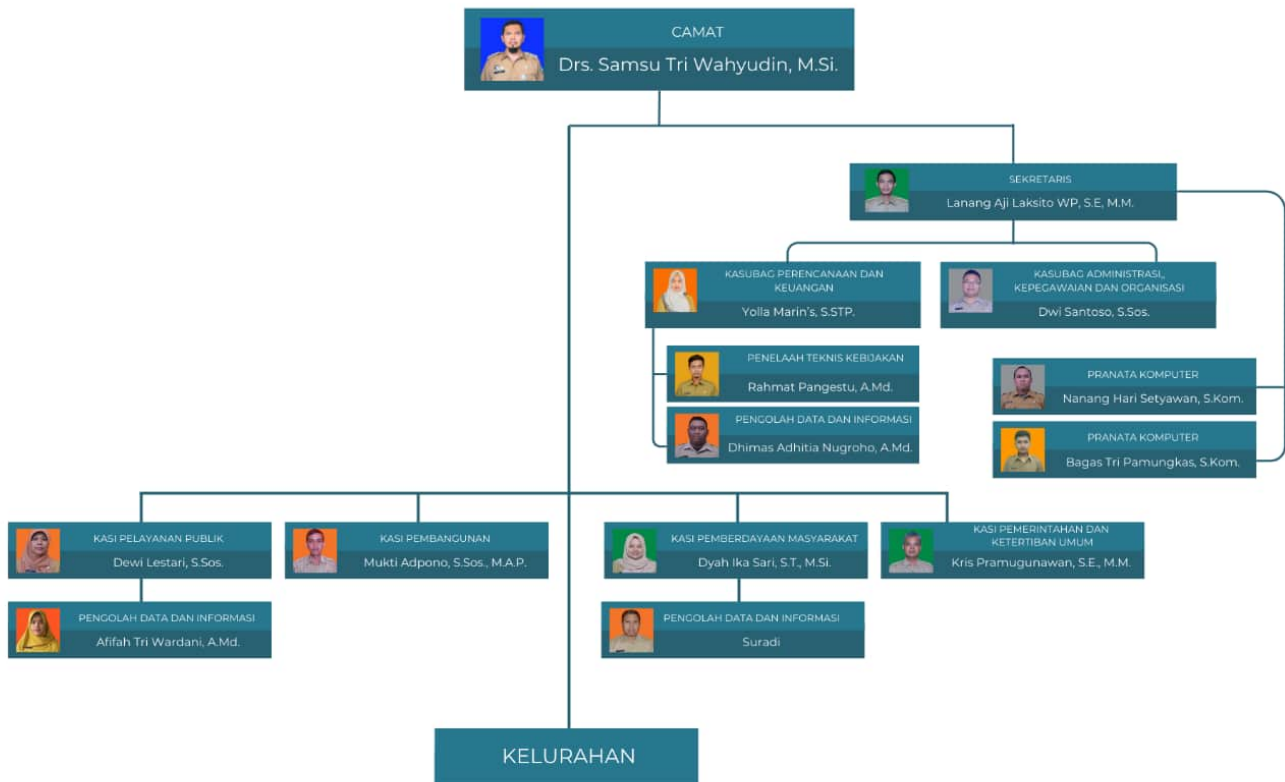 CAMAT
Drs. Samsu Tri Wahyudin, M.Si.
SEKRETARIS
Lanang Aji Laksito WP, S.E, M.M.
KASUBAG PERENCANAAN DAN
KEUANGAN
Yolla Marin's, S.STP.
KASUBAG ADMINISTRASI,,
KEPEGAWAIAN DAN ORGANISASI
Dwi Santoso, S.Sos.
PENELAAH TEKNIS KEBIJAKAN
Rahmat Pangestu, A.Md.
PRANATA KOMPUTER
Nanang Hari Setyawan, S.Kom.
PENGOLAH DATA DAN INFORMASI
Dhimas Adhitia Nugroho, A.Md.
PRANATA KOMPUTER
Bagas Tri Pamungkas, S.Kom.
KASI PELAYANAN PUBLIK
Dewi Lestari, S.Sos.
KASI PEMBANGUNAN
Mukti Adpono, S.Sos., M.A.P.
KASI PEMBERDAYAAN MASYARAKAT
Dyah Ika Sari, S.T., M.Si.
KASI PEMERINTAHAN DAN
KETERTIBAN UMUM
Kris Pramugunawan, S.E., M.M.
PENGOLAH DATA DAN INFORMASI
Afifah Tri Wardani, A.Md.
PENGOLAH DATA DAN INFORMASI
Suradi
KELURAHAN